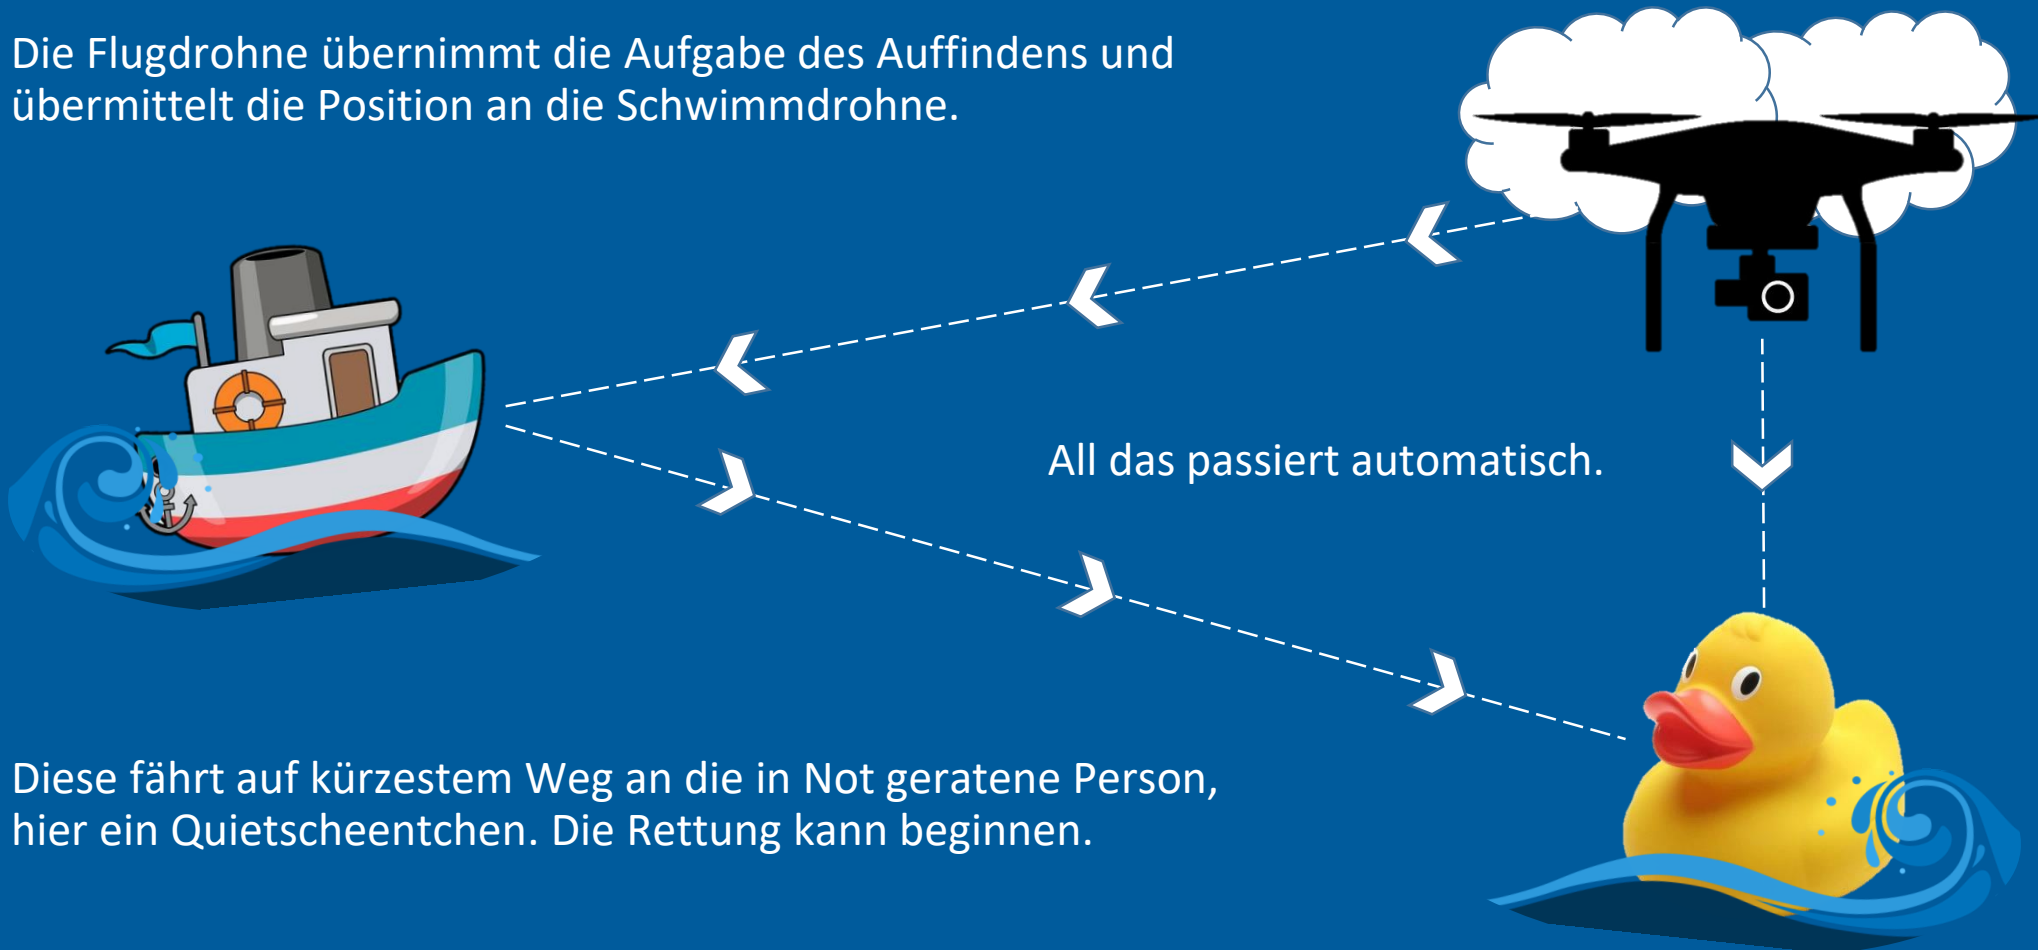 Die Flugdrohne übernimmt die Aufgabe des Auffindens und
übermittelt die Position an die Schwimmdrohne.
All das passiert automatisch.
Diese fährt auf kürzestem Weg an die in Not geratene Person,
hier ein Quietscheentchen. Die Rettung kann beginnen.